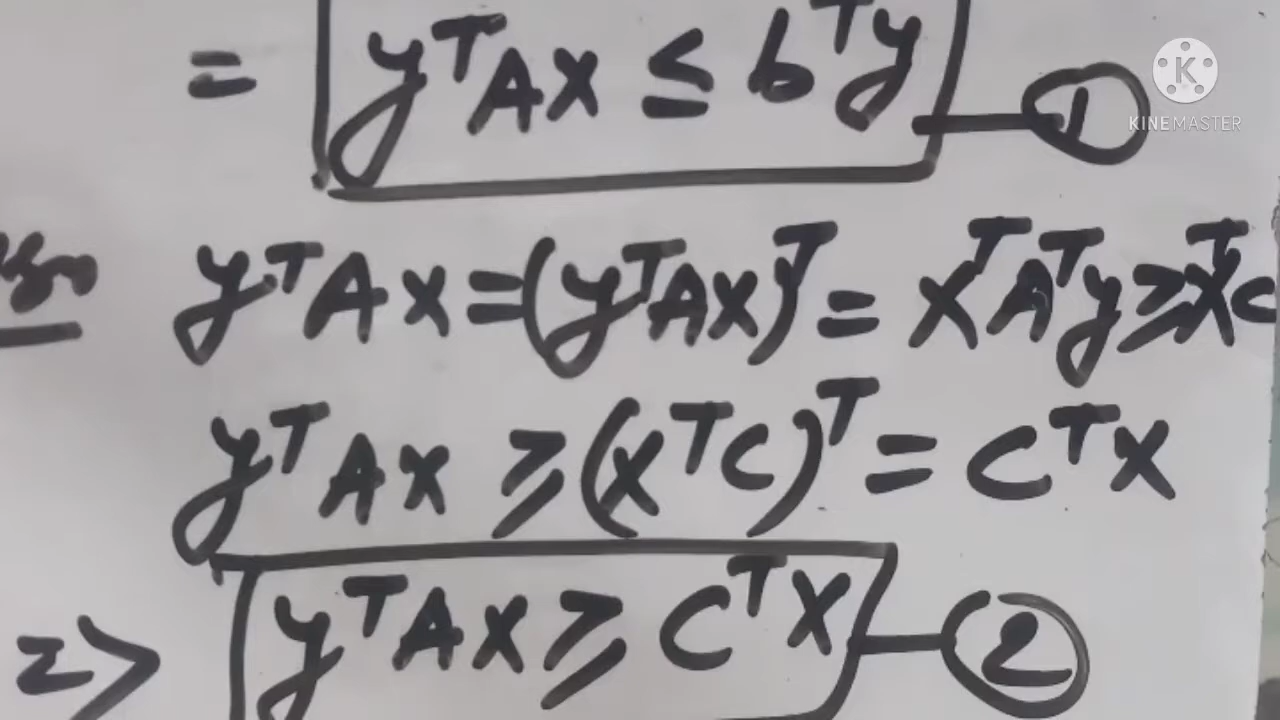 = yᵀAx ≤ bᵀy — ①
KINEMASTER
yᵀAx = (yᵀAx)ᵀ = xᵀAᵀy ≥ xᵀc
yᵀAx ≥ (xᵀc)ᵀ = cᵀx
=> yᵀAx ≥ cᵀx — ②